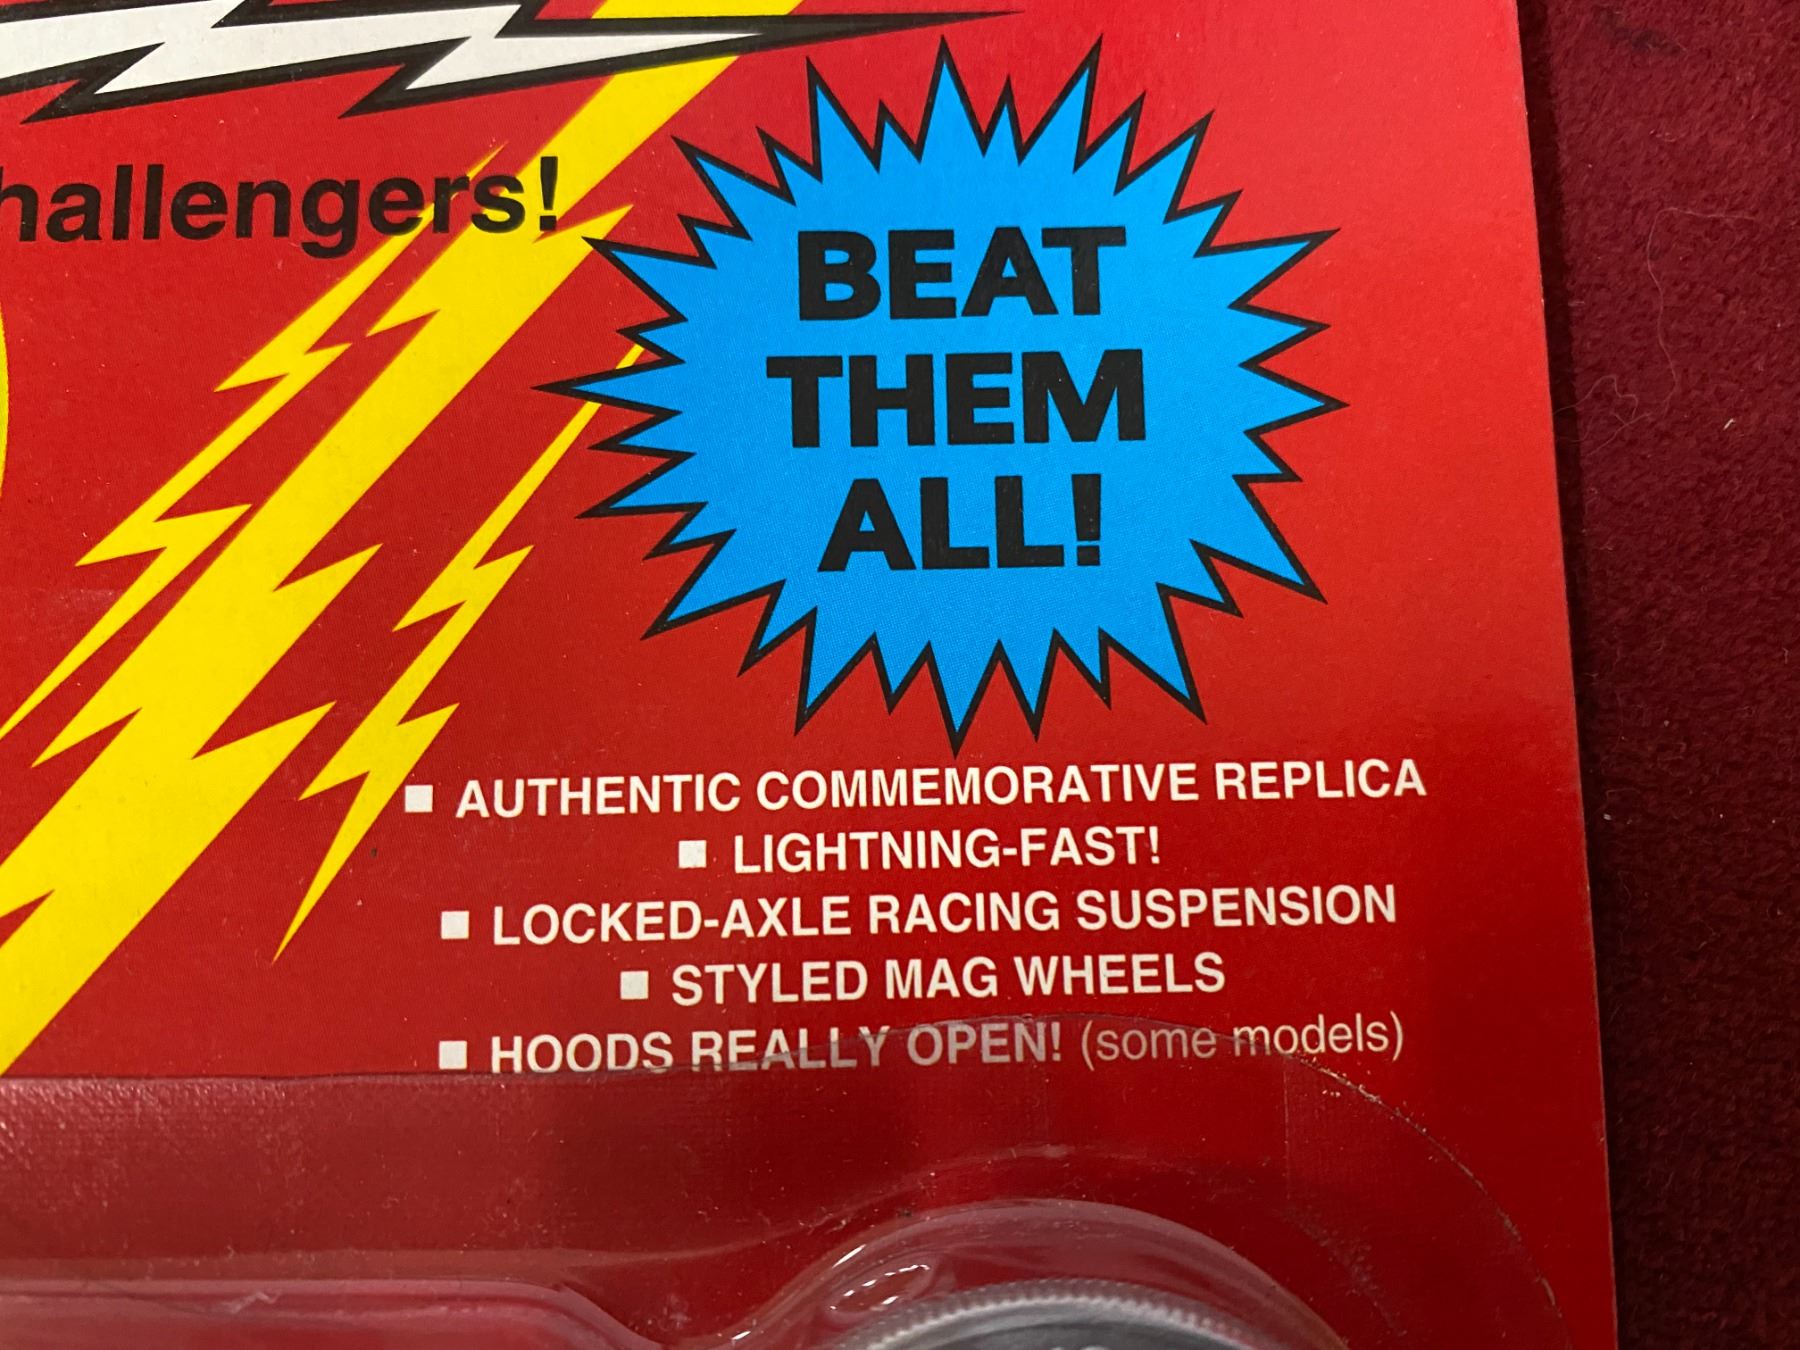 hallengers!
BEAT
THEM
ALL!
■ AUTHENTIC COMMEMORATIVE REPLICA
■ LIGHTNING-FAST!
■ LOCKED-AXLE RACING SUSPENSION
■ STYLED MAG WHEELS
■ HOODS REALLY OPEN! (some models)